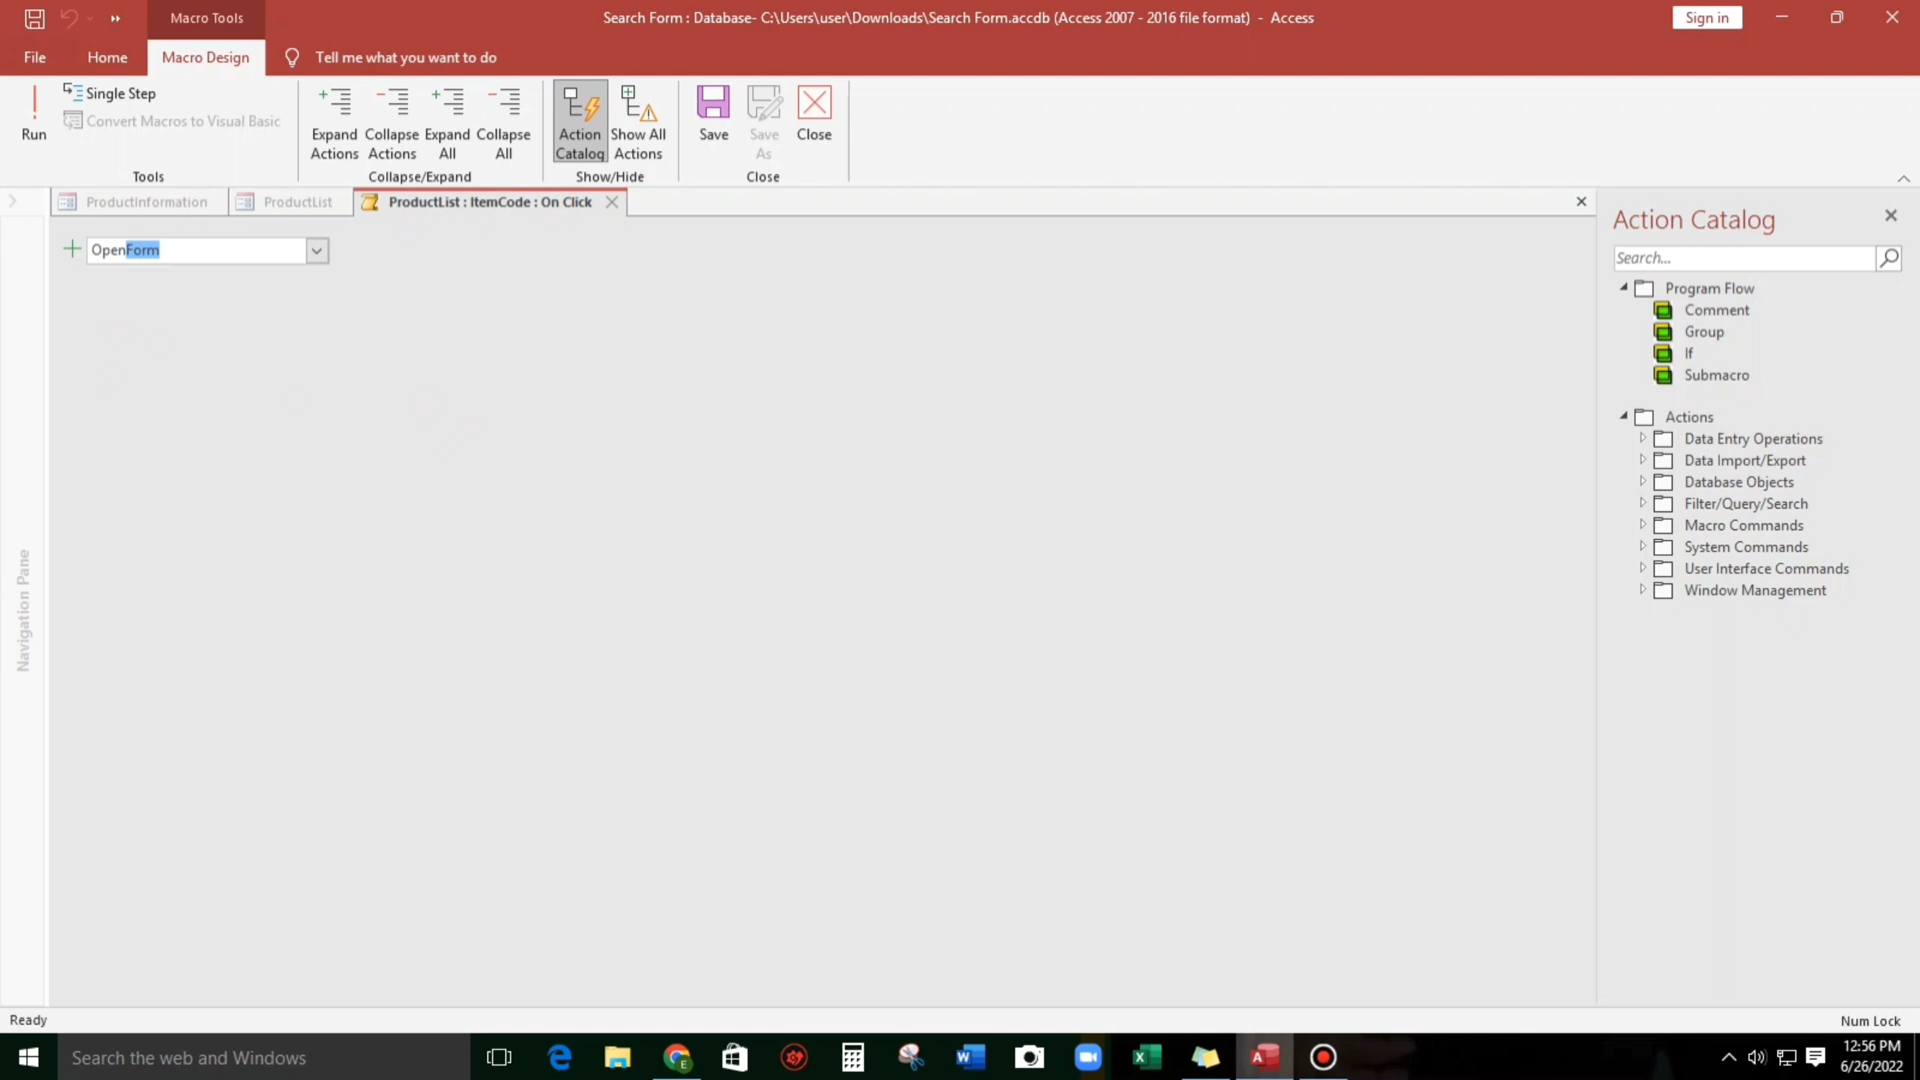 Macro Tools
Search Form : Database- C:\Users\user\Downloads\Search Form.accdb (Access 2007 - 2016 file format) - Access
Sign in
File
Home
Macro Design
Tell me what you want to do
Run
Single Step
Convert Macros to Visual Basic
Tools
Expand Actions
Collapse Actions
Expand All
Collapse All
Collapse/Expand
Action Catalog
Show All Actions
Show/Hide
Save
Save As
Close
Close
ProductInformation
ProductList
ProductList : ItemCode : On Click
OpenForm
Navigation Pane
Action Catalog
Search...
Program Flow
Comment
Group
If
Submacro
Actions
Data Entry Operations
Data Import/Export
Database Objects
Filter/Query/Search
Macro Commands
System Commands
User Interface Commands
Window Management
Ready
Num Lock
Search the web and Windows
12:56 PM
6/26/2022